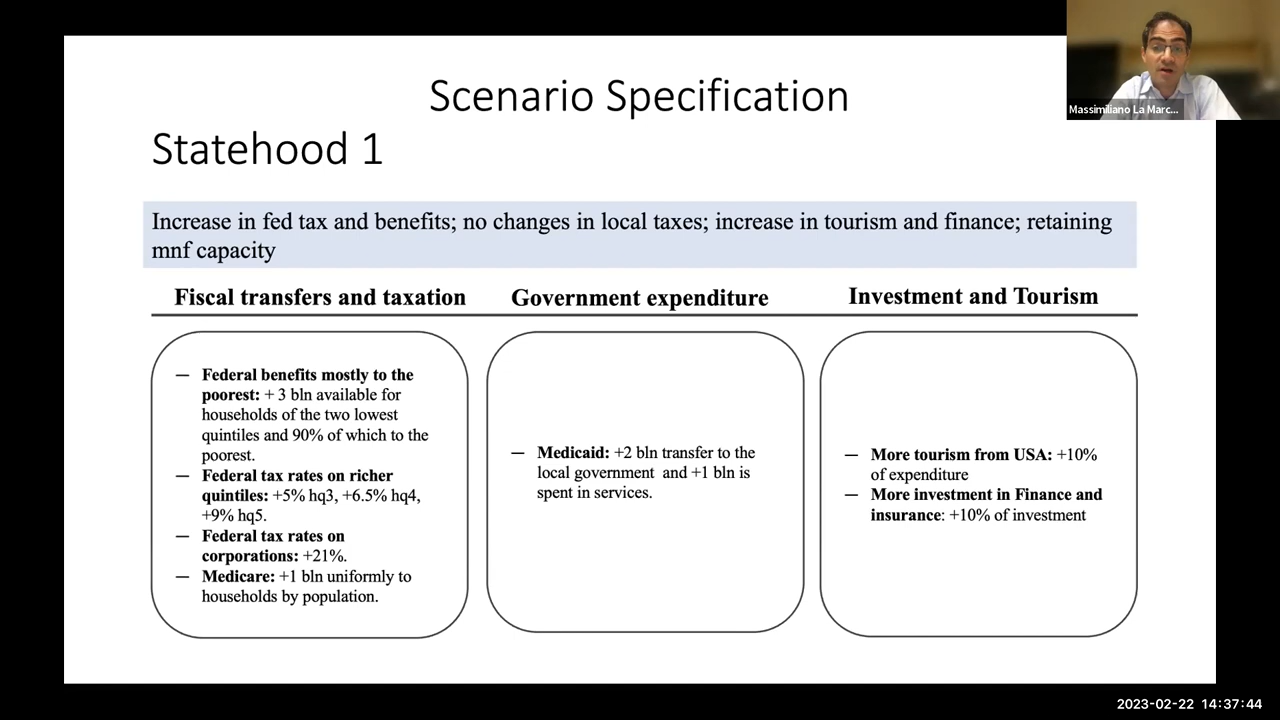 Scenario Specification
Statehood 1
Massimiliano La Marc...
Increase in fed tax and benefits; no changes in local taxes; increase in tourism and finance; retaining
mnf capacity
Fiscal transfers and taxation
Government expenditure
Investment and Tourism
— Federal benefits mostly to the
poorest: + 3 bln available for
households of the two lowest
quintiles and 90% of which to the
poorest.
— Federal tax rates on richer
quintiles: +5% hq3, +6.5% hq4,
+9% hq5.
— Federal tax rates on
corporations: +21%.
— Medicare: +1 bln uniformly to
households by population.
— Medicaid: +2 bln transfer to the
local government and +1 bln is
spent in services.
— More tourism from USA: +10%
of expenditure
— More investment in Finance and
insurance: +10% of investment
2023-02-22 14:37:44